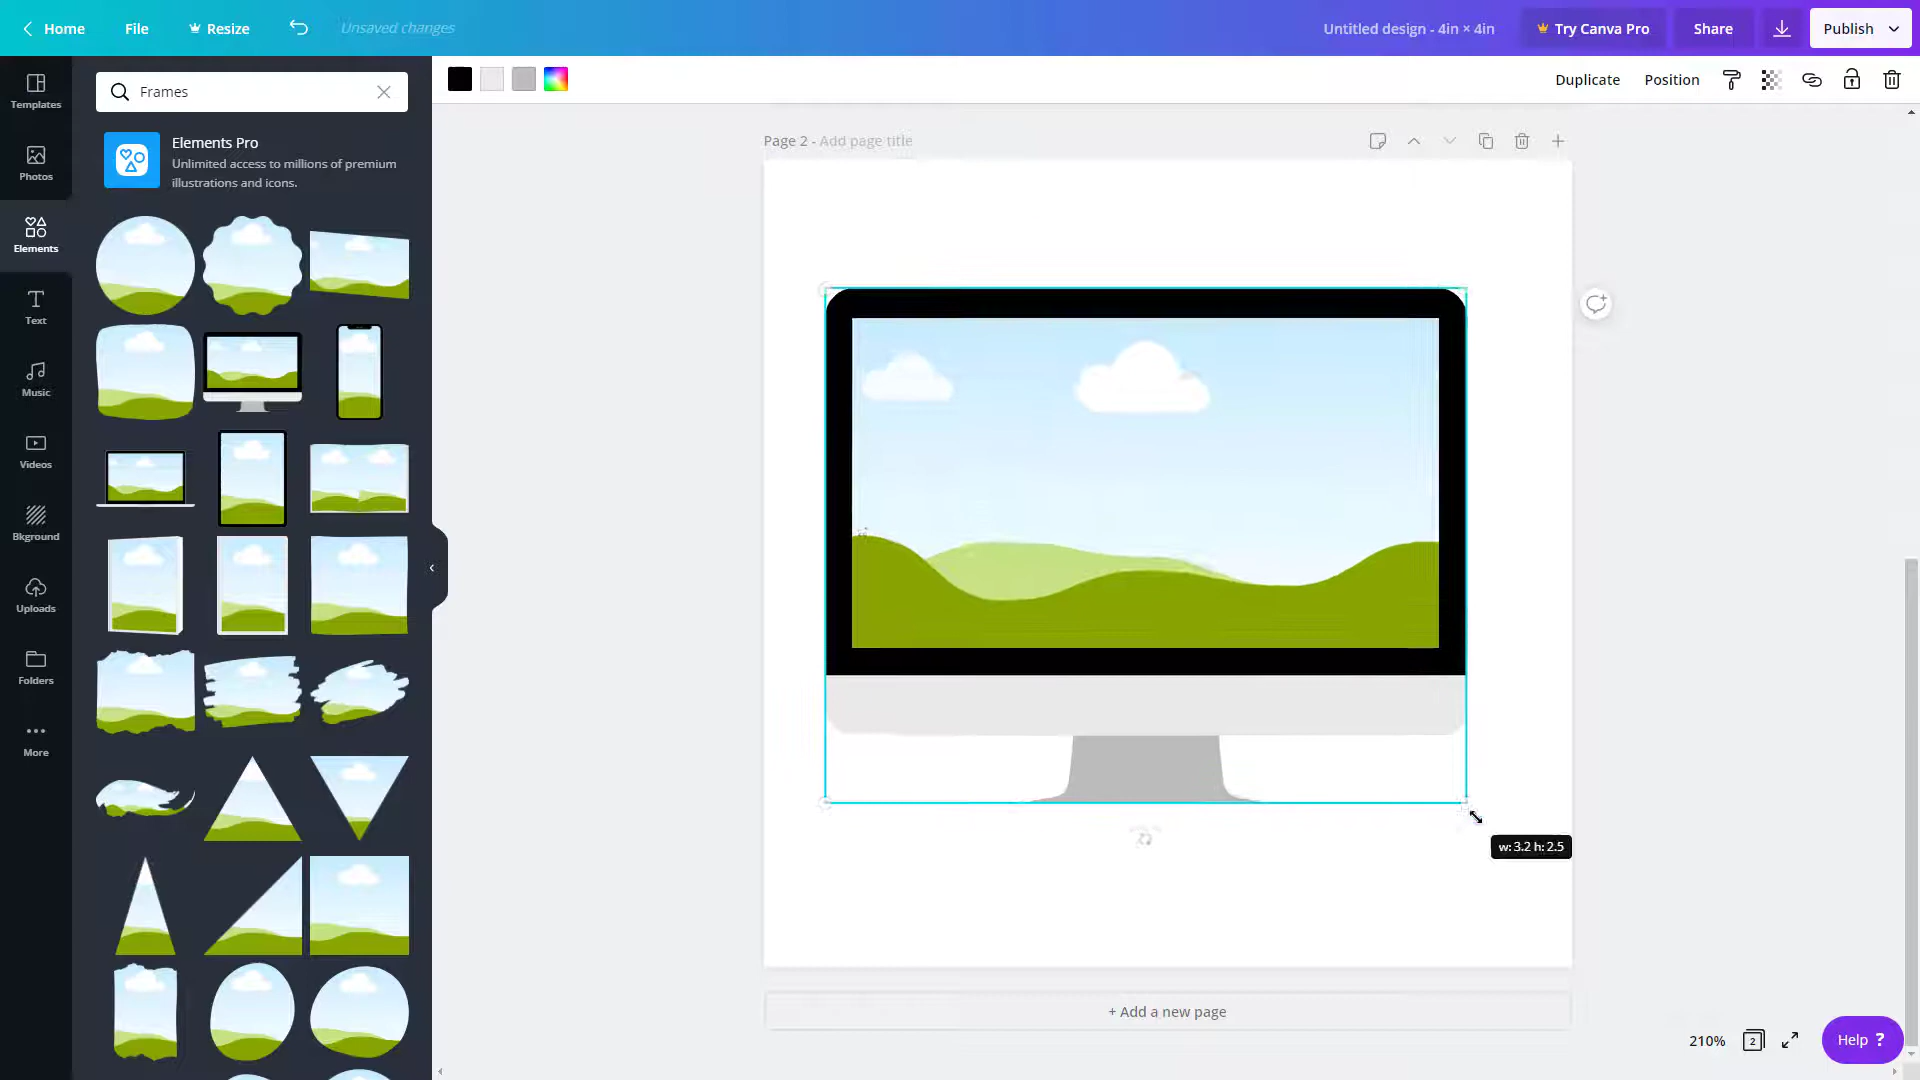 Home
File
Resize
Unsaved changes
Untitled design - 4in × 4in
Try Canva Pro
Share
Publish
Templates
Photos
Elements
Text
Music
Videos
Bkground
Uploads
Folders
More
Frames
Elements Pro
Unlimited access to millions of premium
illustrations and icons.
Duplicate
Position
Page 2 - Add page title
w: 3.2 h: 2.5
+ Add a new page
210%
2
Help ?